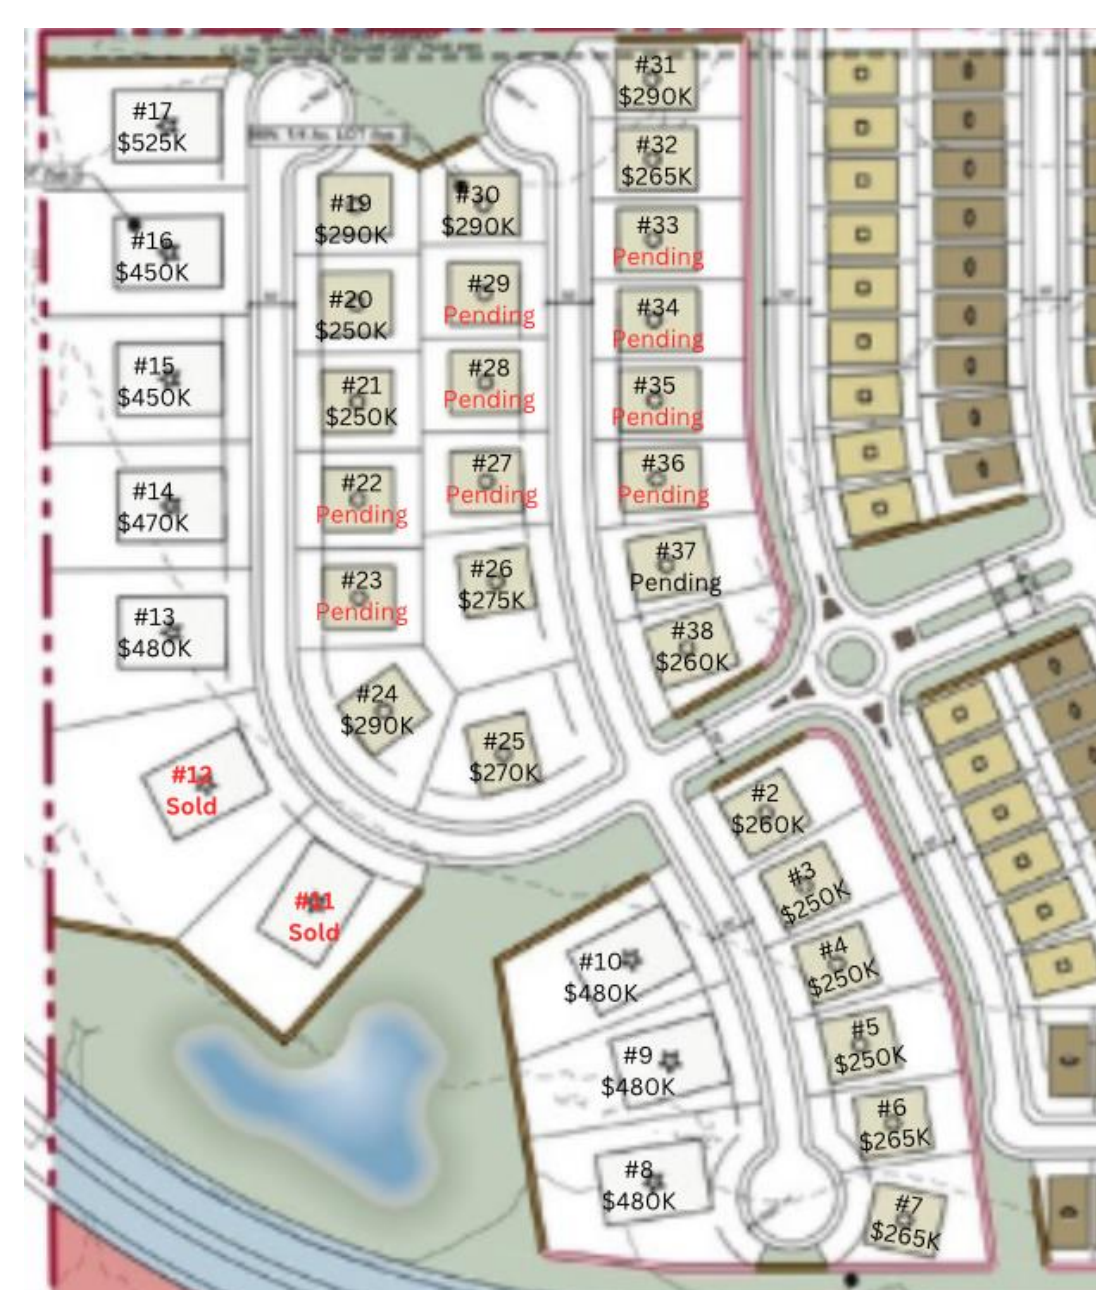 #17
$525K
#16
$450K
#15
$450K
#14
$470K
#13
$480K
#12
Sold
#11
Sold
#19
$290K
#20
$250K
#21
$250K
#22
Pending
#23
Pending
#24
$290K
#30
$290K
#29
Pending
#28
Pending
#27
Pending
#26
$275K
#25
$270K
#31
$290K
#32
$265K
#33
Pending
#34
Pending
#35
Pending
#36
Pending
#37
Pending
#38
$260K
#2
$260K
#3
$250K
#4
$250K
#5
$250K
#6
$265K
#7
$265K
#10
$480K
#9
$480K
#8
$480K